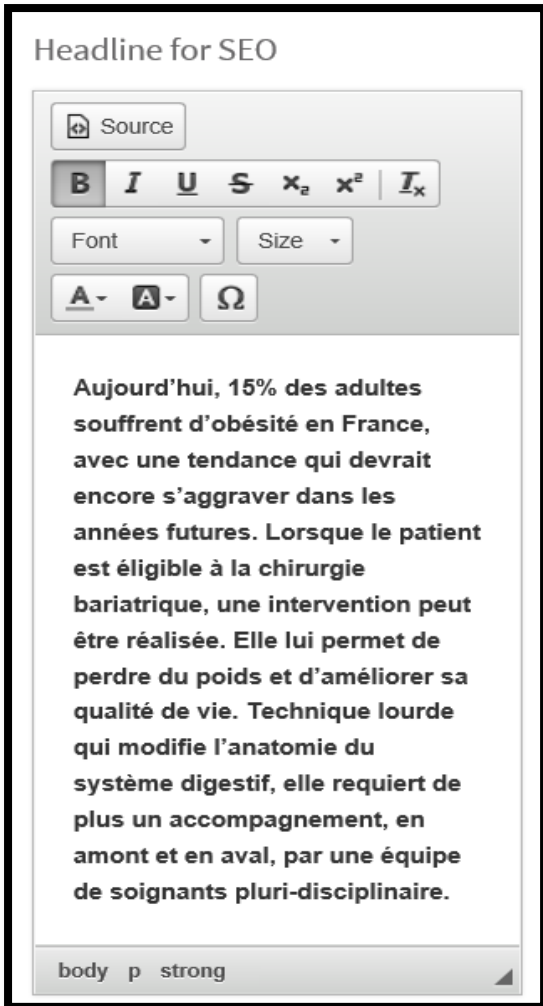 Headline for SEO
Source
B I U S x₂ x² Tx
Font Size
A A Ω
Aujourd’hui, 15% des adultes
souffrent d’obésité en France,
avec une tendance qui devrait
encore s’aggraver dans les
années futures. Lorsque le patient
est éligible à la chirurgie
bariatrique, une intervention peut
être réalisée. Elle lui permet de
perdre du poids et d’améliorer sa
qualité de vie. Technique lourde
qui modifie l’anatomie du
système digestif, elle requiert de
plus un accompagnement, en
amont et en aval, par une équipe
de soignants pluri-disciplinaire.
body p strong